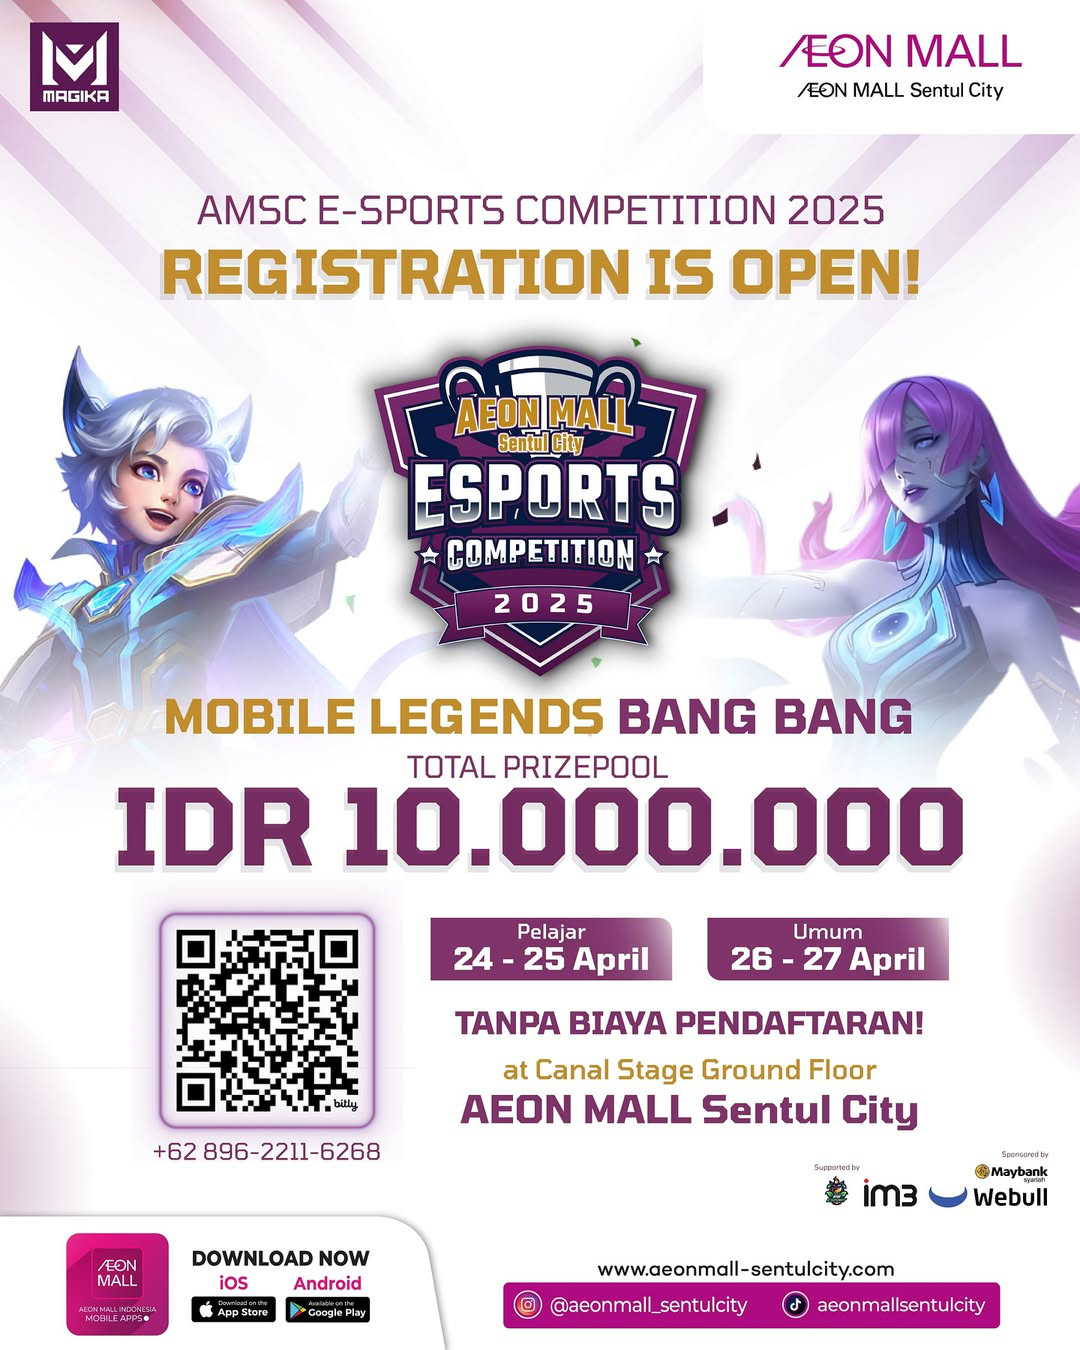 MAGIKA
ÆON MALL
ÆON MALL Sentul City
AMSC E-SPORTS COMPETITION 2025
REGISTRATION IS OPEN!
AEON MALL
Sentul City
ESPORTS
COMPETITION
2025
MOBILE LEGENDS BANG BANG
TOTAL PRIZEPOOL
IDR 10.000.000
Pelajar
24 - 25 April
Umum
26 - 27 April
TANPA BIAYA PENDAFTARAN!
at Canal Stage Ground Floor
AEON MALL Sentul City
bitly
+62 896-2211-6268
Supported by
im3
Sponsored by
Maybank
syariah
Webull
ÆON
MALL
AEON MALL INDONESIA
MOBILE APPS
DOWNLOAD NOW
iOS
Download on the
App Store
Android
Available on the
Google Play
www.aeonmall-sentulcity.com
@aeonmall_sentulcity
aeonmallsentulcity